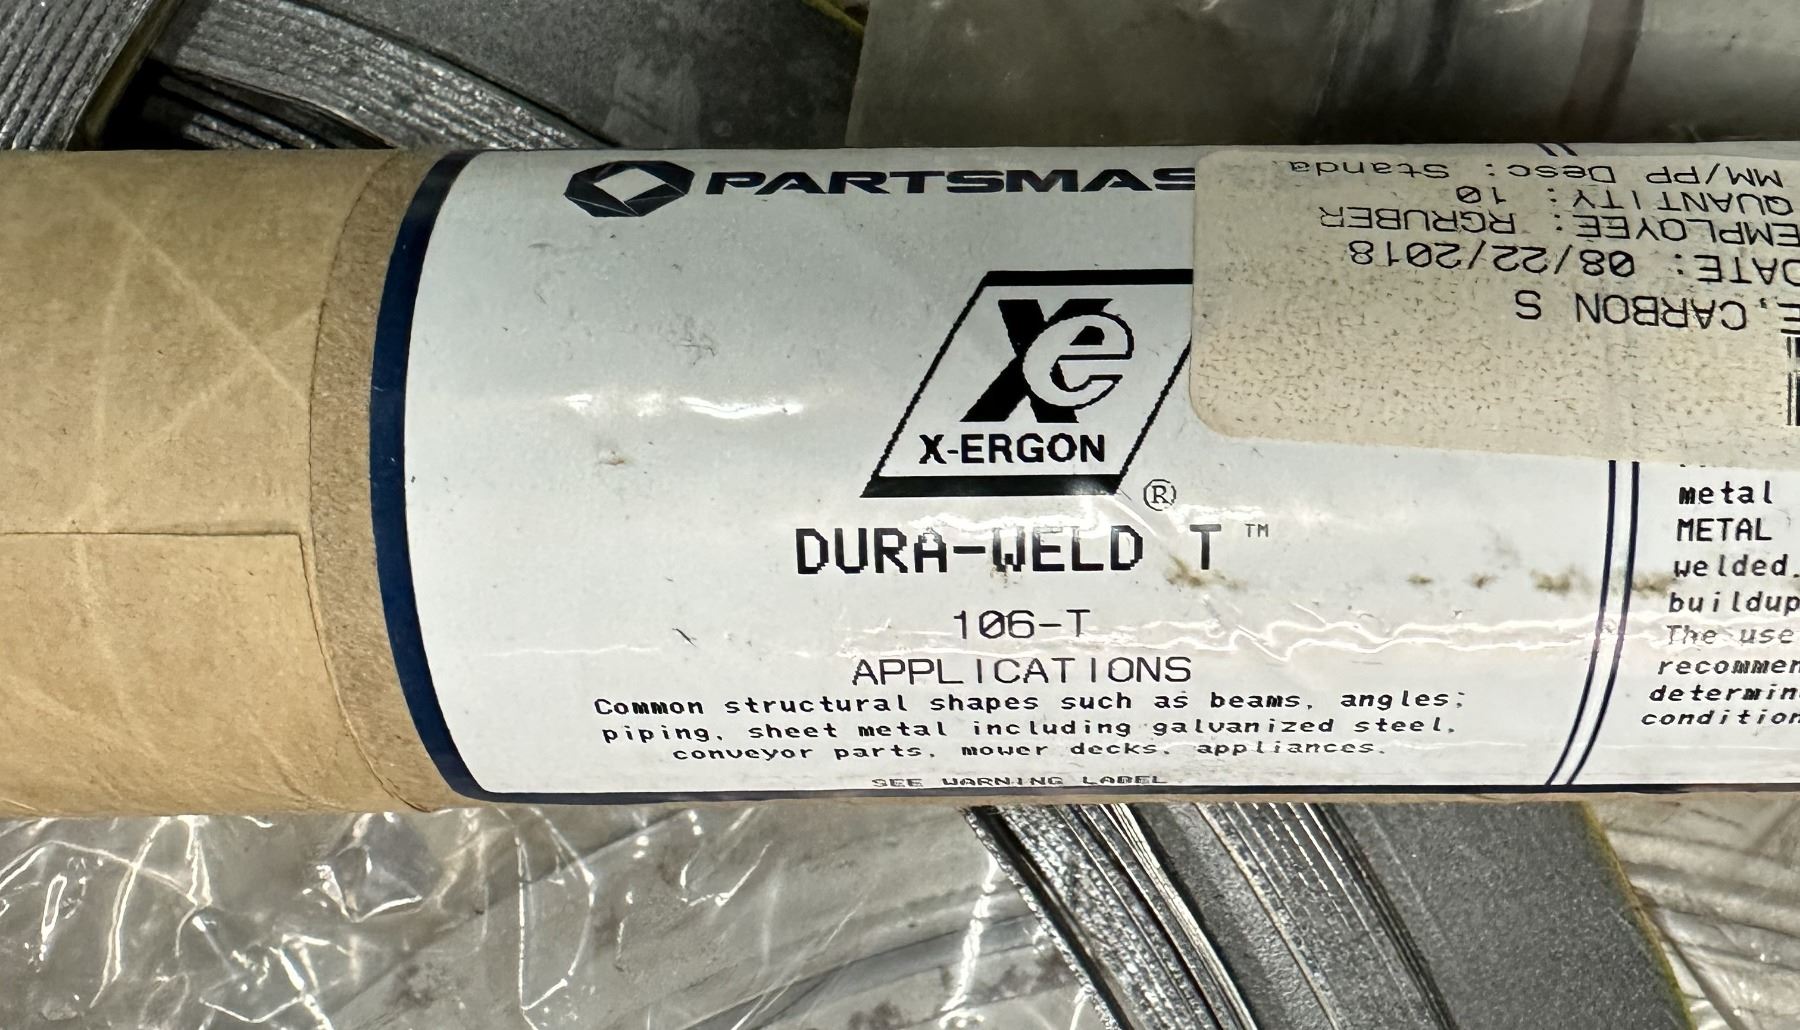 PARTSMAS
Xe
X-ERGON
®
DURA-WELD T™
106-T
APPLICATIONS
Common structural shapes such as beams, angles;
piping, sheet metal including galvanized steel,
conveyor parts, mower decks, appliances.
SEE WARNING LABEL
metal
METAL
welded.
buildup
The use
recommen
determin
condition
E, CARBON S
DATE: 08/22/2018
EMPLOYEE: RGRUBER
QUANTITY: 10
MM/PP Desc: Standa